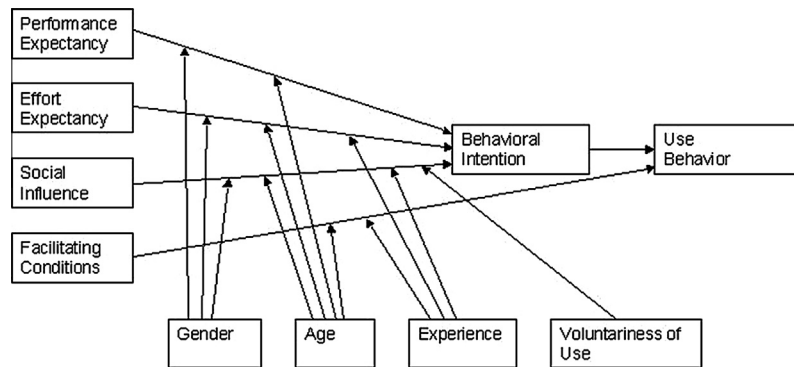 Performance
Expectancy
Effort
Expectancy
Social
Influence
Facilitating
Conditions
Behavioral
Intention
Use
Behavior
Gender
Age
Experience
Voluntariness of
Use